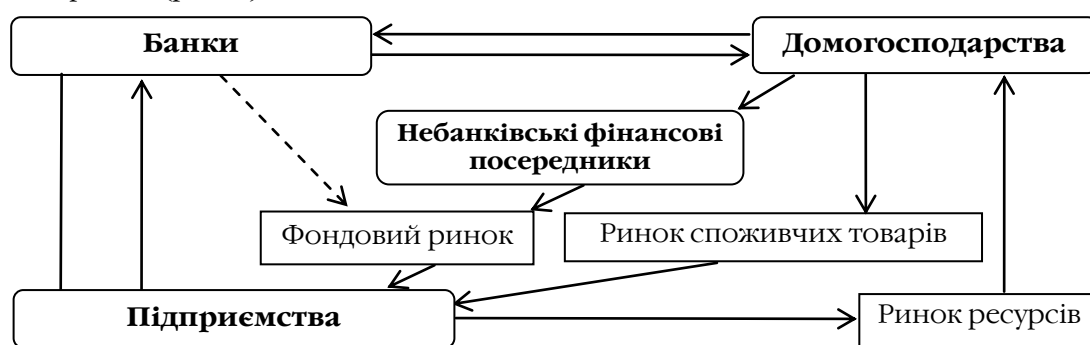 Банки
Домогосподарства
Небанківські фінансові
посередники
Фондовий ринок
Ринок споживчих товарів
Підприємства
Ринок ресурсів